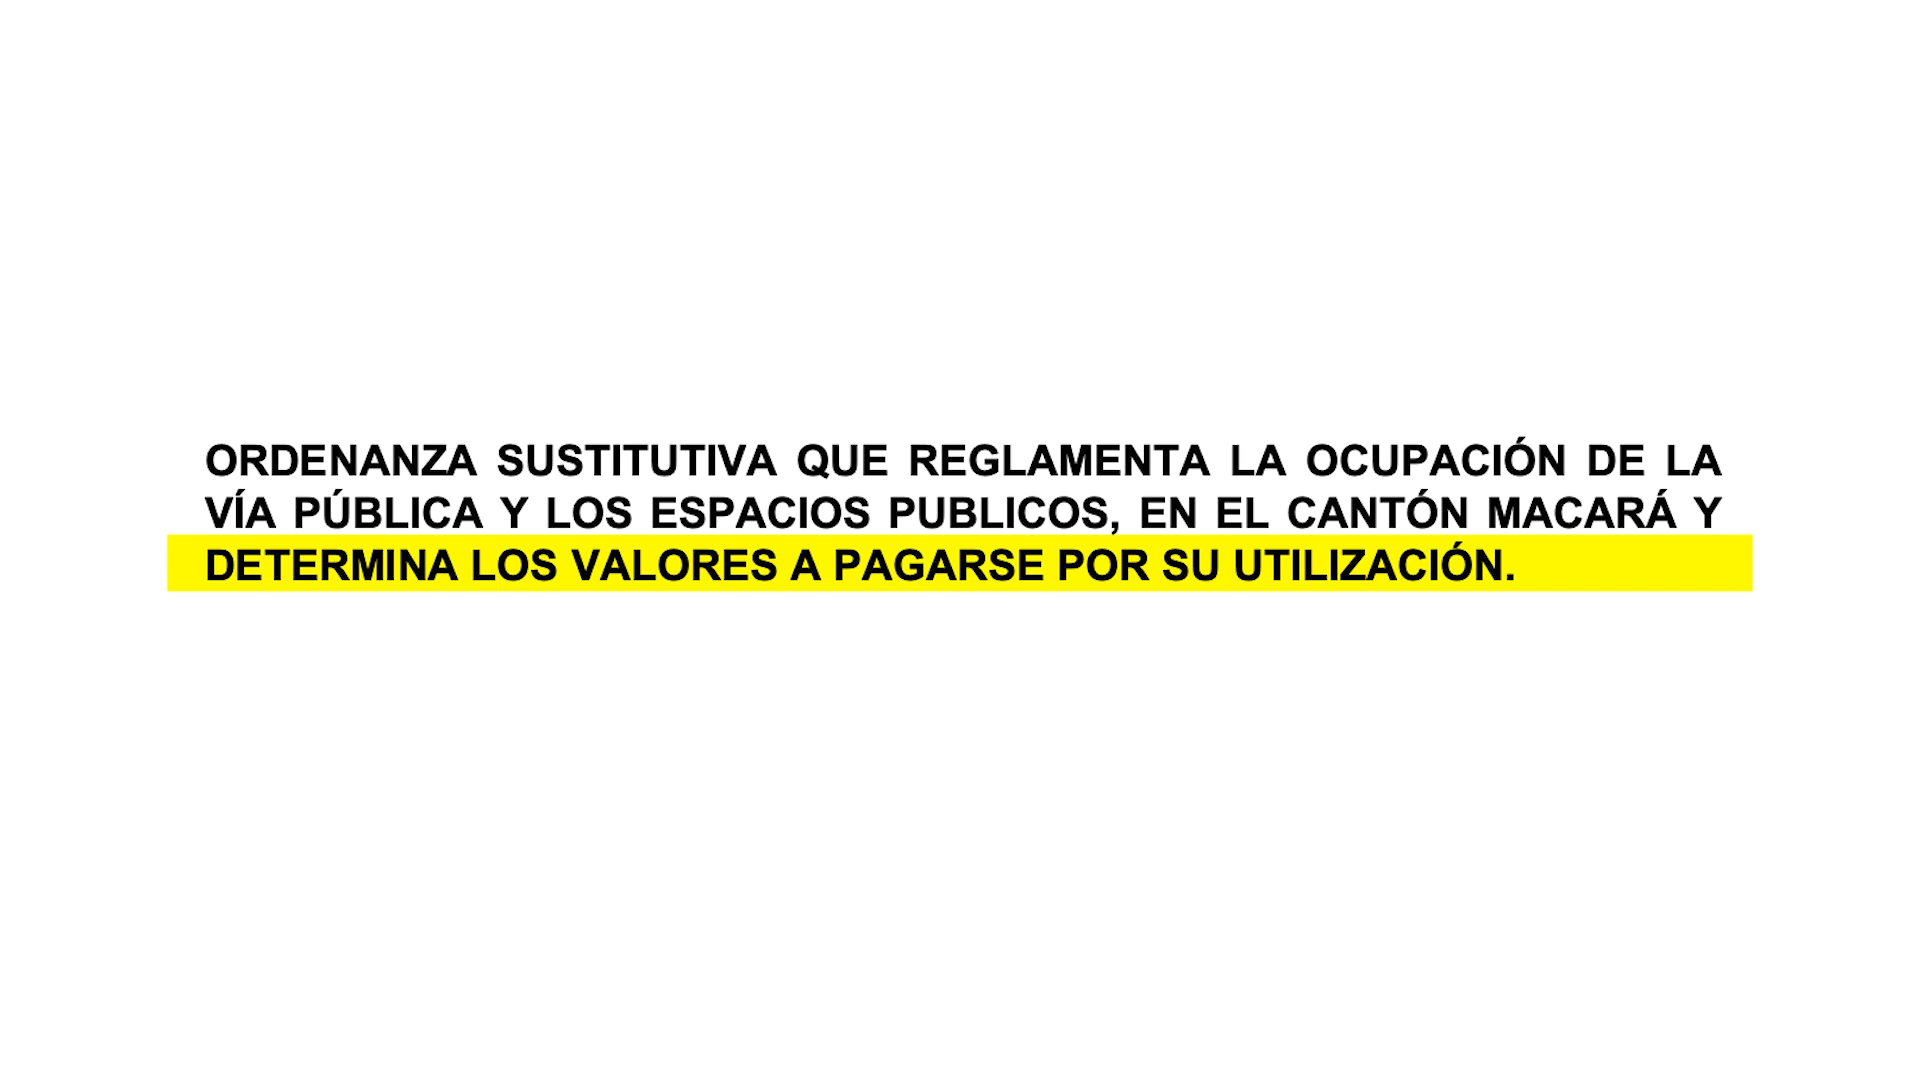 ORDENANZA SUSTITUTIVA QUE REGLAMENTA LA OCUPACIÓN DE LA
VÍA PÚBLICA Y LOS ESPACIOS PUBLICOS, EN EL CANTÓN MACARÁ Y
DETERMINA LOS VALORES A PAGARSE POR SU UTILIZACIÓN.